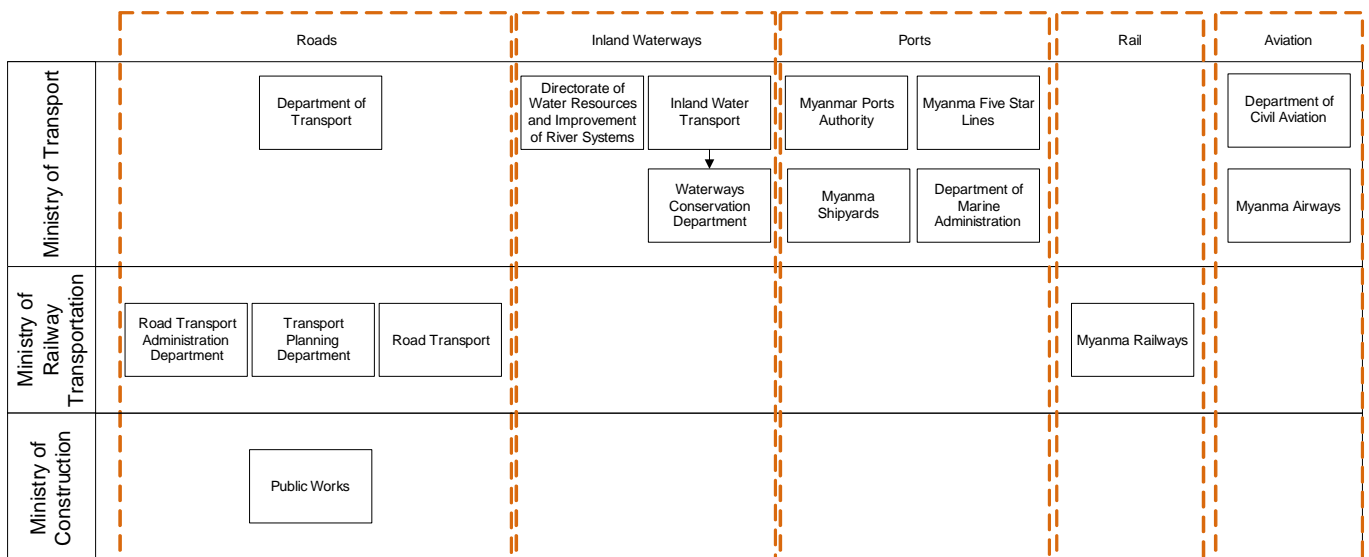 Roads
Inland Waterways
Ports
Rail
Aviation
Ministry of Transport
Department of
Transport
Directorate of
Water Resources
and Improvement
of River Systems
Inland Water
Transport
Waterways
Conservation
Department
Myanmar Ports
Authority
Myanma Five Star
Lines
Myanma
Shipyards
Department of
Marine
Administration
Department of
Civil Aviation
Myanma Airways
Ministry of
Railway
Transportation
Road Transport
Administration
Department
Transport
Planning
Department
Road Transport
Myanma Railways
Ministry of
Construction
Public Works